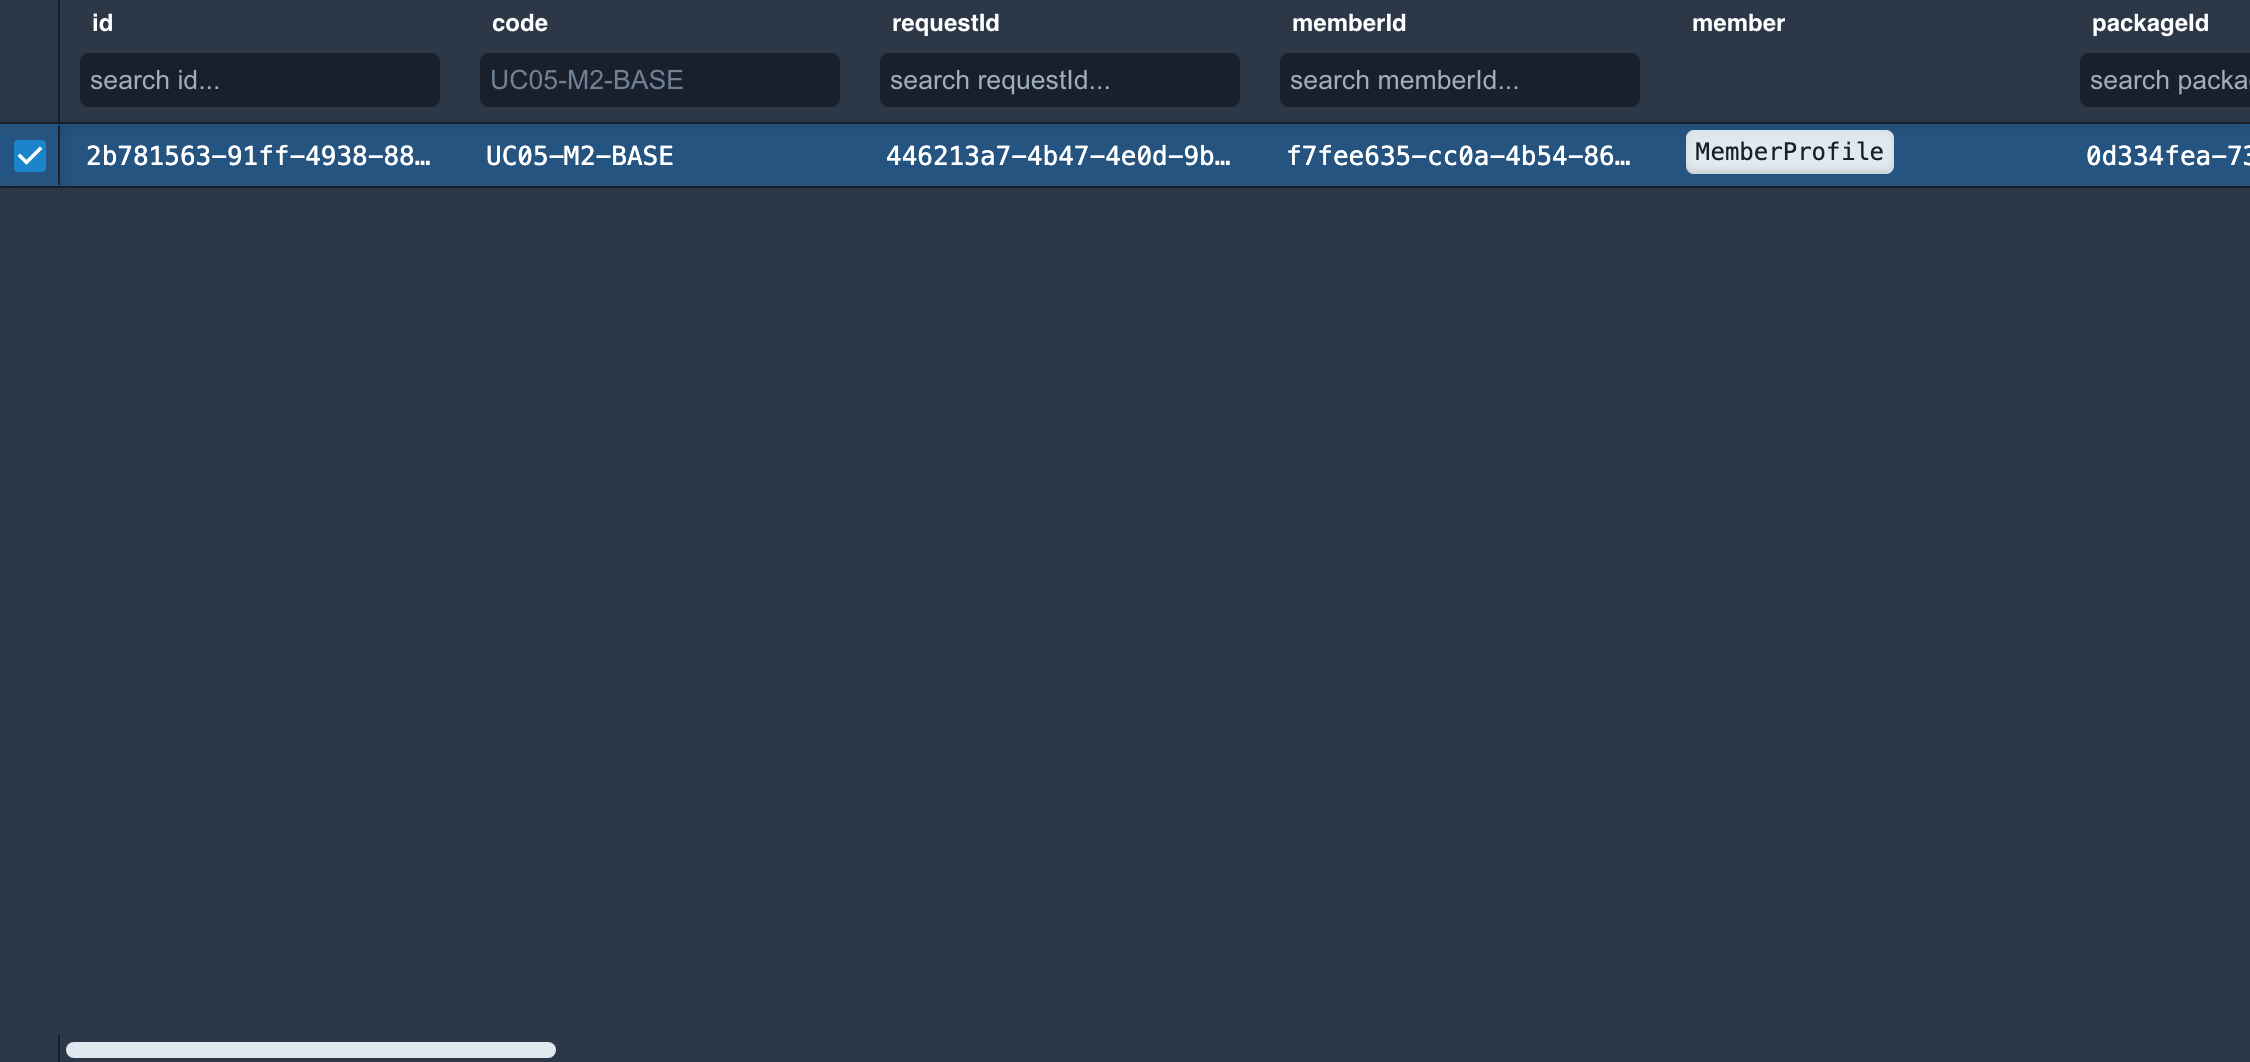 id code requestId memberId member packageId
search id... UC05-M2-BASE search requestId... search memberId... search packa
2b781563-91ff-4938-88… UC05-M2-BASE 446213a7-4b47-4e0d-9b… f7fee635-cc0a-4b54-86… MemberProfile 0d334fea-73